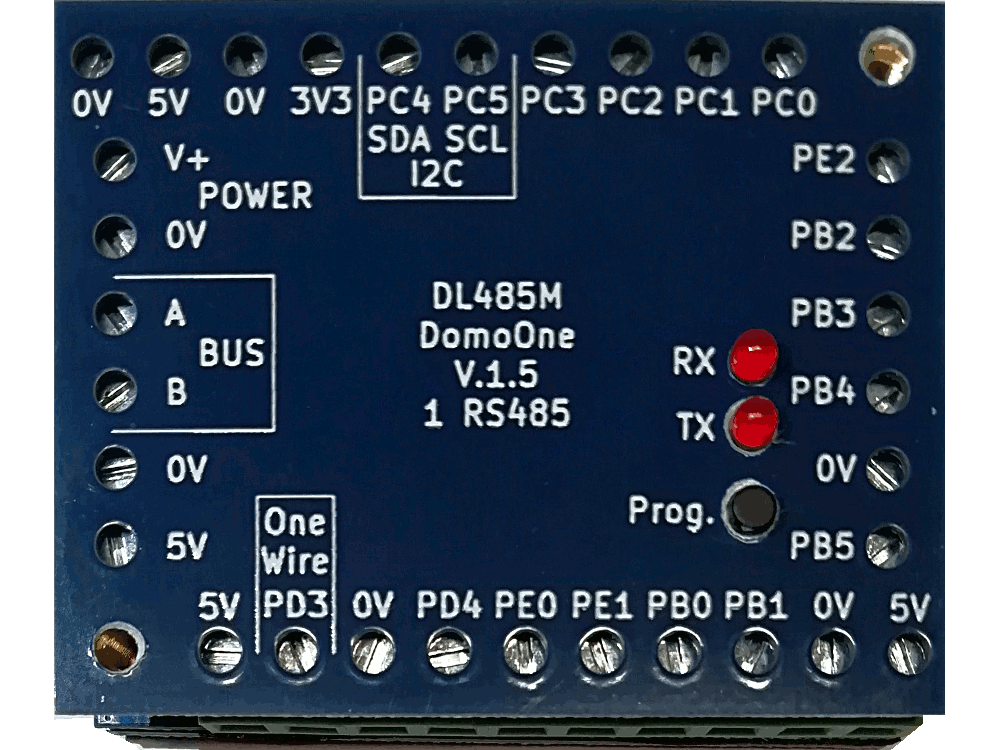 0V 5V 0V 3V3 PC4 PC5 PC3 PC2 PC1 PC0
SDA SCL
I2C
V+
POWER
0V
PE2
PB2
A
BUS
B
DL485M
DomoOne
V.1.5
1 RS485
PB3
RX
PB4
TX
0V
0V
Prog.
5V
One
Wire
PB5
5V PD3 0V PD4 PE0 PE1 PB0 PB1 0V 5V